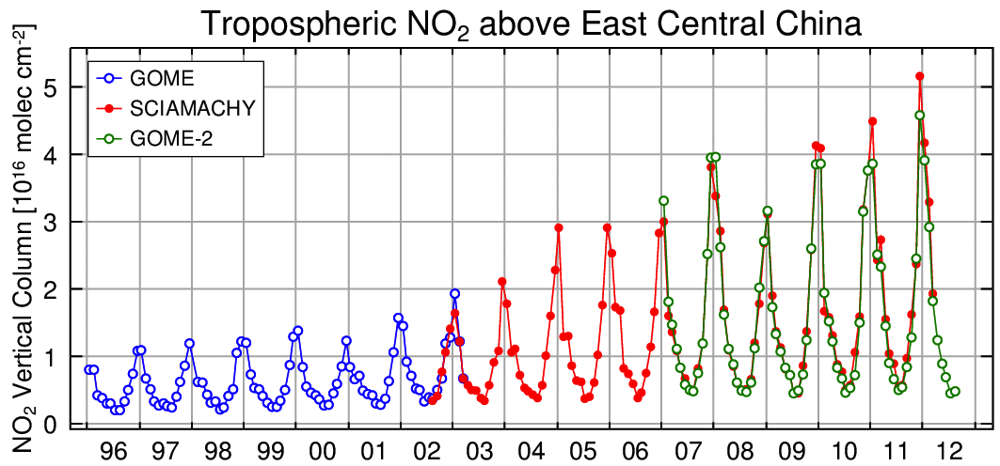 Tropospheric NO₂ above East Central China
NO₂ Vertical Column [10¹⁶ molec cm⁻²]
GOME
SCIAMACHY
GOME-2
5
4
3
2
1
0
96 97 98 99 00 01 02 03 04 05 06 07 08 09 10 11 12